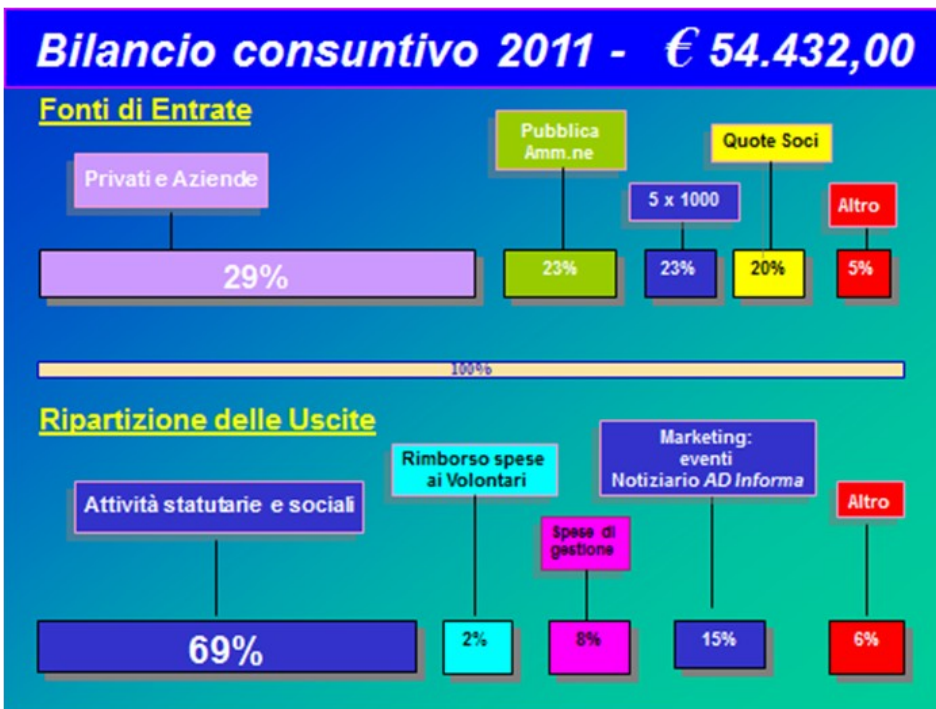 Bilancio consuntivo 2011 - € 54.432,00
Fonti di Entrate
Privati e Aziende
Pubblica
Amm.ne
5 x 1000
Quote Soci
Altro
29%
23%
23%
20%
5%
100%
Ripartizione delle Uscite
Attività statutarie e sociali
Rimborso spese
ai Volontari
Spese di
gestione
Marketing:
eventi
Notiziario AD Informa
Altro
69%
2%
8%
15%
6%